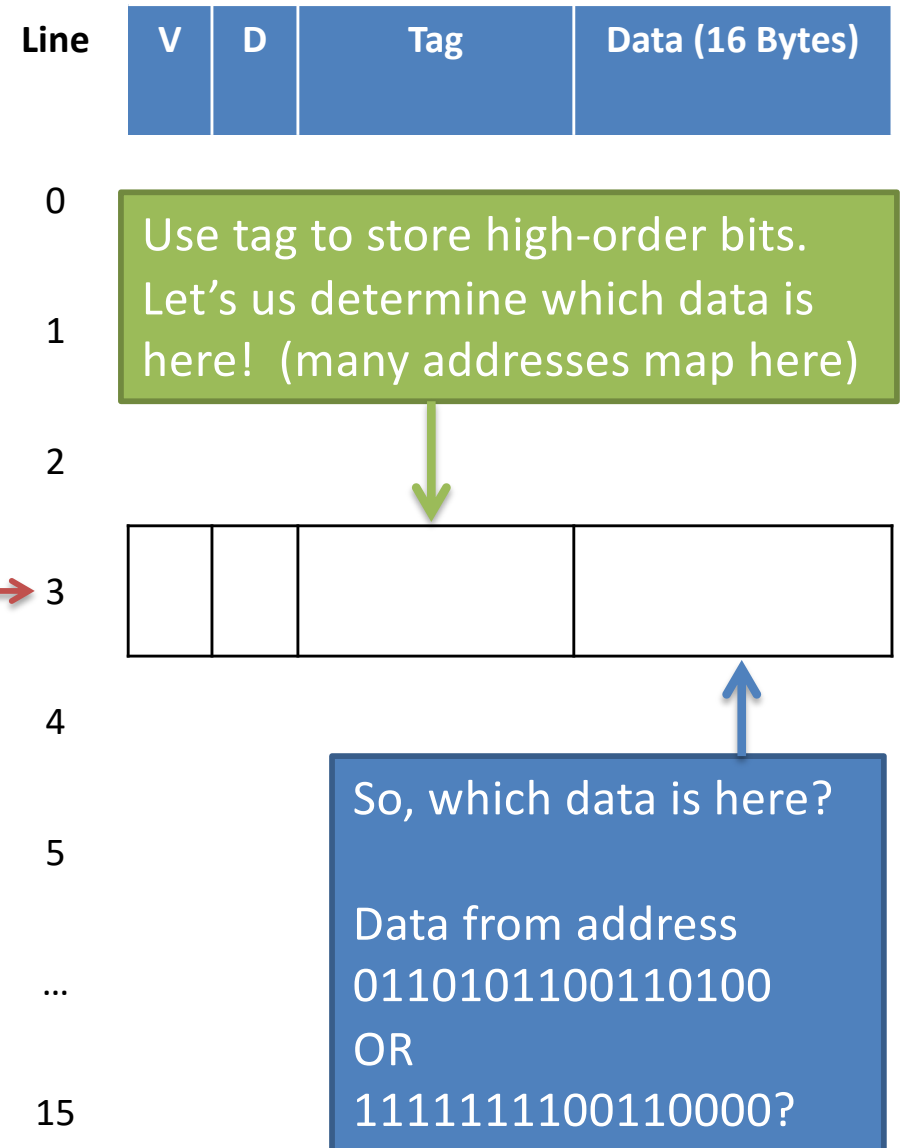 Line V D Tag Data (16 Bytes)
0
Use tag to store high-order bits.
Let’s us determine which data is
1
here!  (many addresses map here)
2
3
4
So, which data is here?
5
Data from address
0110101100110100
...
OR
15
1111111100110000?